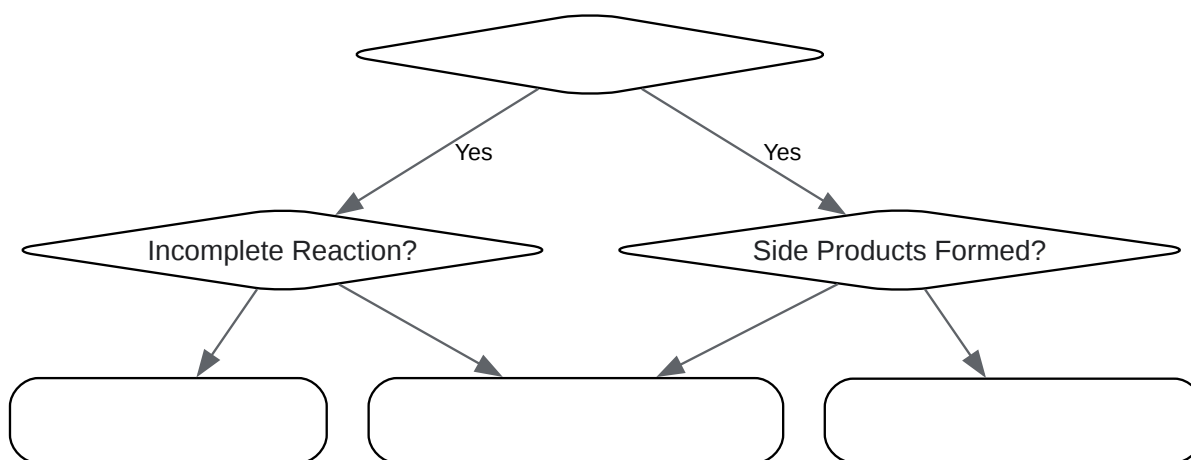 Yes
Yes
Incomplete Reaction?
Side Products Formed?